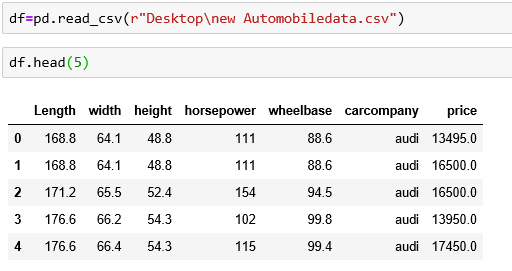 df=pd.read_csv(r"Desktop\new Automobiledata.csv")
df.head(5)
Length width height horsepower wheelbase carcompany price
0 168.8 64.1 48.8 111 88.6 audi 13495.0
1 168.8 64.1 48.8 111 88.6 audi 16500.0
2 171.2 65.5 52.4 154 94.5 audi 16500.0
3 176.6 66.2 54.3 102 99.8 audi 13950.0
4 176.6 66.4 54.3 115 99.4 audi 17450.0